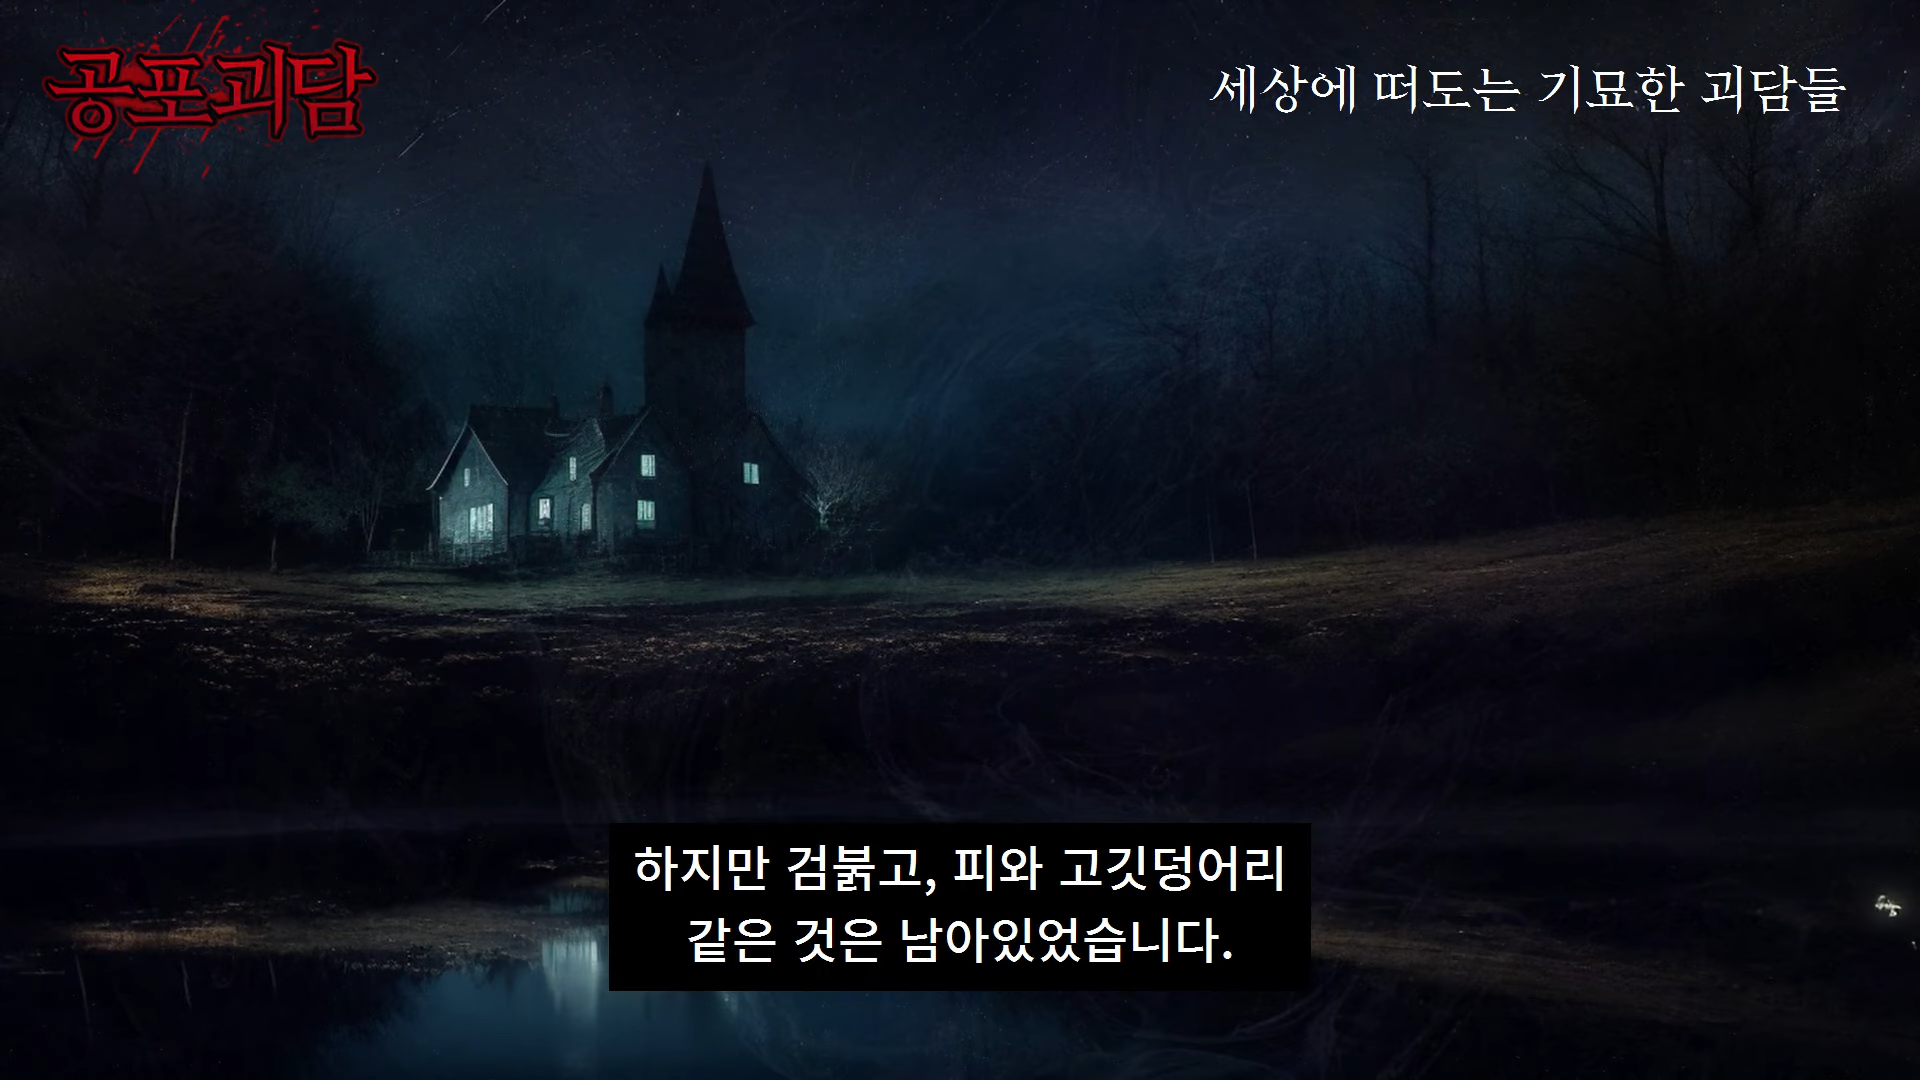 공포괴담
세상에 떠도는 기묘한 괴담들
하지만 검붉고, 피와 고깃덩어리
같은 것은 남아있었습니다.